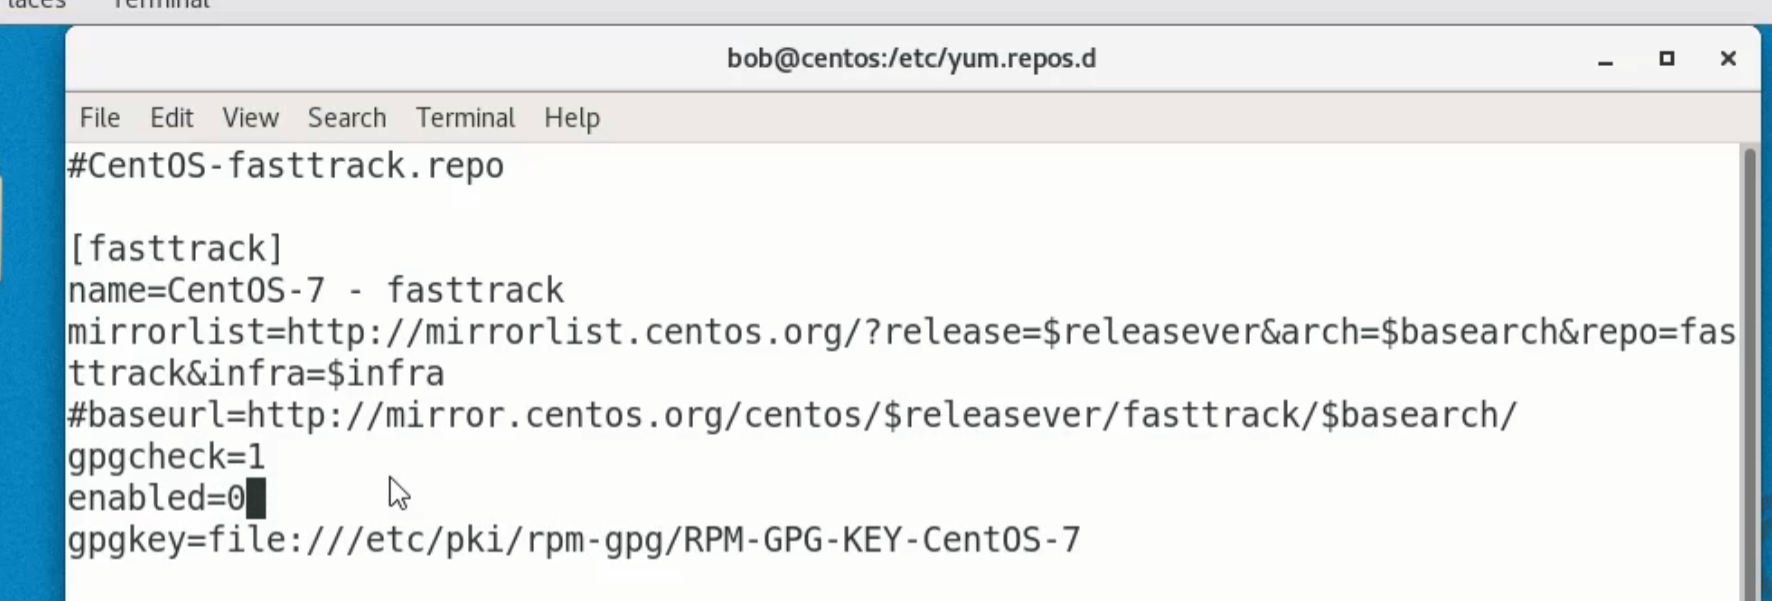 Terminal
bob@centos:/etc/yum.repos.d
File Edit View Search Terminal Help
#CentOS-fasttrack.repo
[fasttrack]
name=CentOS-7 - fasttrack
mirrorlist=http://mirrorlist.centos.org/?release=$releasever&arch=$basearch&repo=fas
ttrack&infra=$infra
#baseurl=http://mirror.centos.org/centos/$releasever/fasttrack/$basearch/
gpgcheck=1
enabled=0
gpgkey=file:///etc/pki/rpm-gpg/RPM-GPG-KEY-CentOS-7